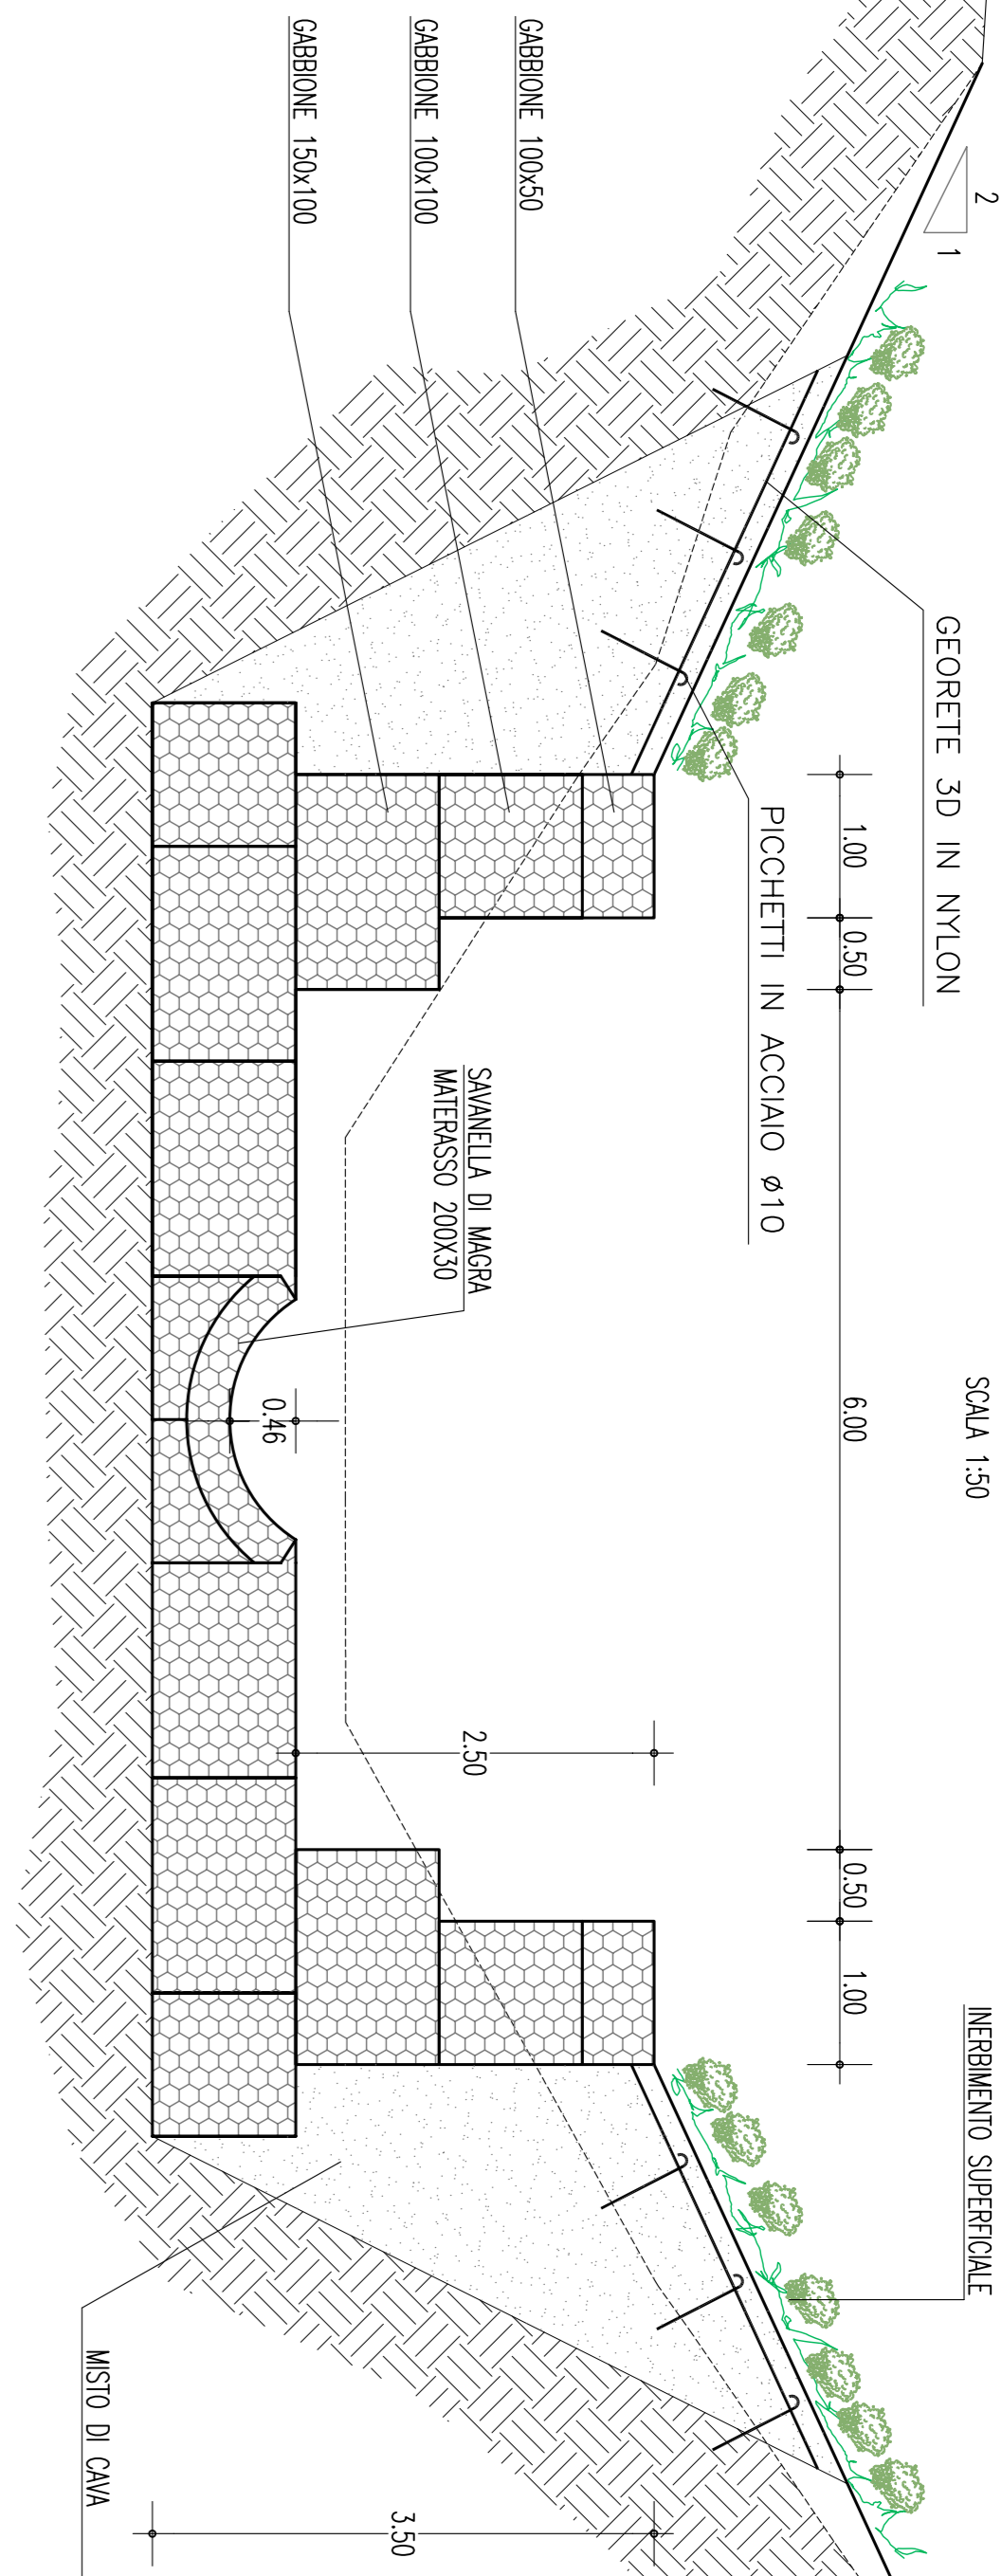 SCALA 1:50
2
1
GEORETE 3D IN NYLON
INERBIMENTO SUPERFICIALE
1.00
0.50
6.00
0.50
1.00
PICCHETTI IN ACCIAIO ø10
GABBIONE 100x50
GABBIONE 100x100
GABBIONE 150x100
SAVANELLA DI MAGRA
MATERASSO 200X30
2.50
3.50
0.46
MISTO DI CAVA